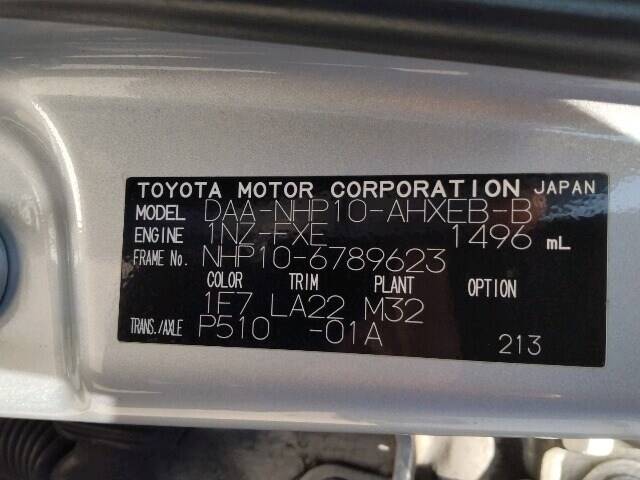 TOYOTA MOTOR CORPORATION JAPAN
MODEL DAA-NHP10-AHXEB-B
ENGINE 1NZ-FXE 1496 mL
FRAME No. NHP10-6789623
COLOR TRIM PLANT OPTION
1F7 LA22 M32
TRANS./AXLE P510 -01A
213